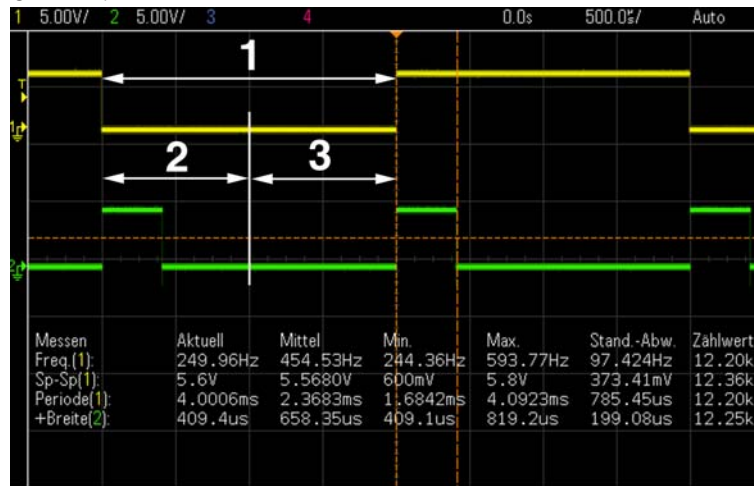 1 5.00V/ 2 5.00V/ 3 4 0.0s 500.0㎲/ Auto
T
1
1
2 3
2
Messen Aktuell Mittel Min. Max. Stand.-Abw. Zählwert
Freq.(1): 249.96Hz 454.53Hz 244.36Hz 593.77Hz 97.424Hz 12.20k
Sp-Sp(1): 5.6V 5.5680V 600mV 5.8V 373.41mV 12.36k
Periode(1): 4.0006ms 2.3683ms 1.6842ms 4.0923ms 785.45us 12.20k
+Breite(2): 409.4us 658.35us 409.1us 819.2us 199.08us 12.25k